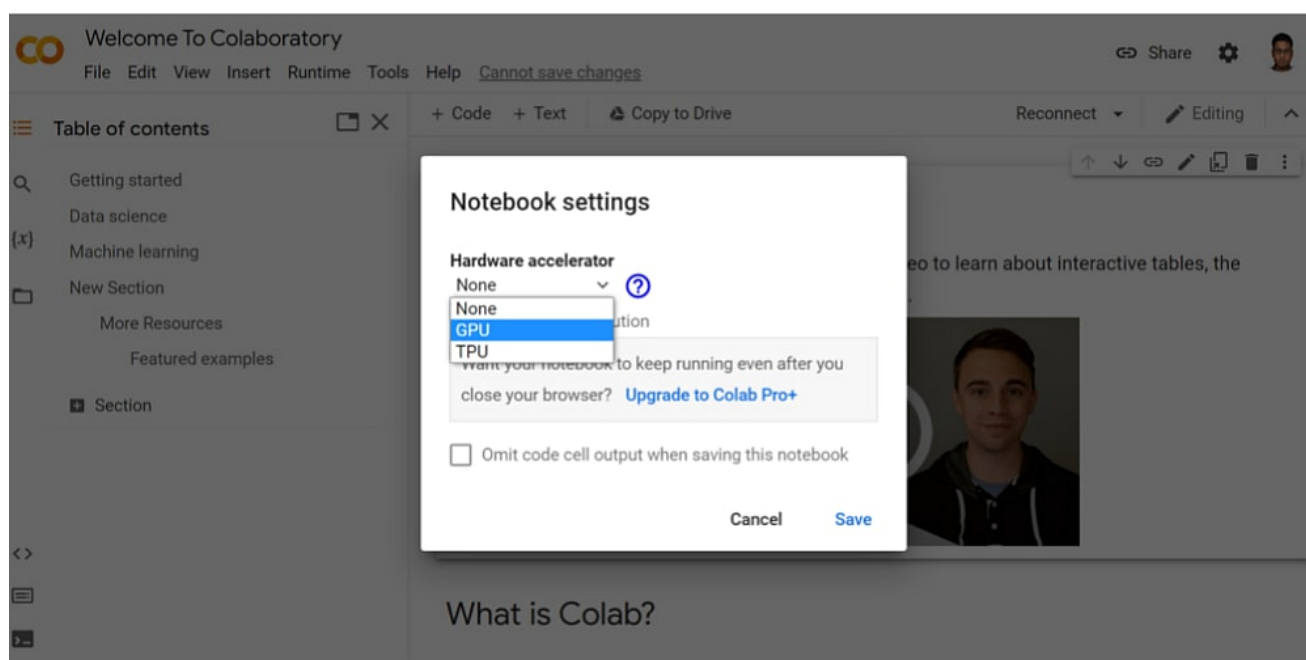 Welcome To Colaboratory
File Edit View Insert Runtime Tools Help Cannot save changes
Share
Table of contents
Getting started
Data science
Machine learning
New Section
More Resources
Featured examples
Section
+ Code + Text Copy to Drive
Reconnect Editing
Notebook settings
Hardware accelerator
None
None
GPU
TPU
ution
Want your notebook to keep running even after you
close your browser? Upgrade to Colab Pro+
Omit code cell output when saving this notebook
Cancel Save
eo to learn about interactive tables, the
What is Colab?